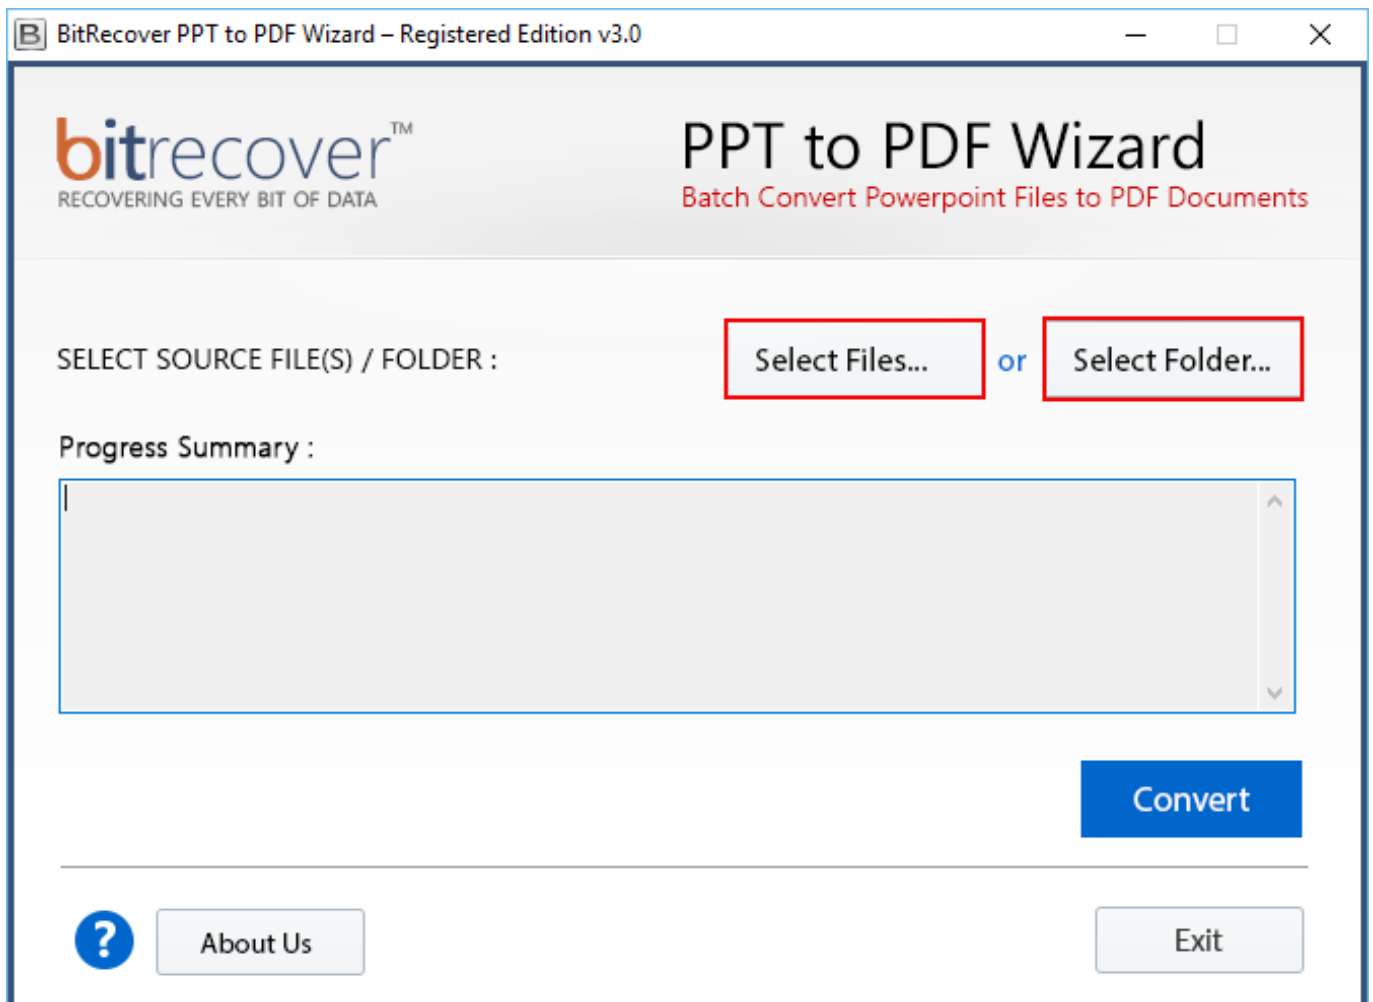 BitRecover PPT to PDF Wizard – Registered Edition v3.0
bitrecover™
RECOVERING EVERY BIT OF DATA
PPT to PDF Wizard
Batch Convert Powerpoint Files to PDF Documents
SELECT SOURCE FILE(S) / FOLDER : Select Files... or Select Folder...
Progress Summary :
Convert
? About Us Exit